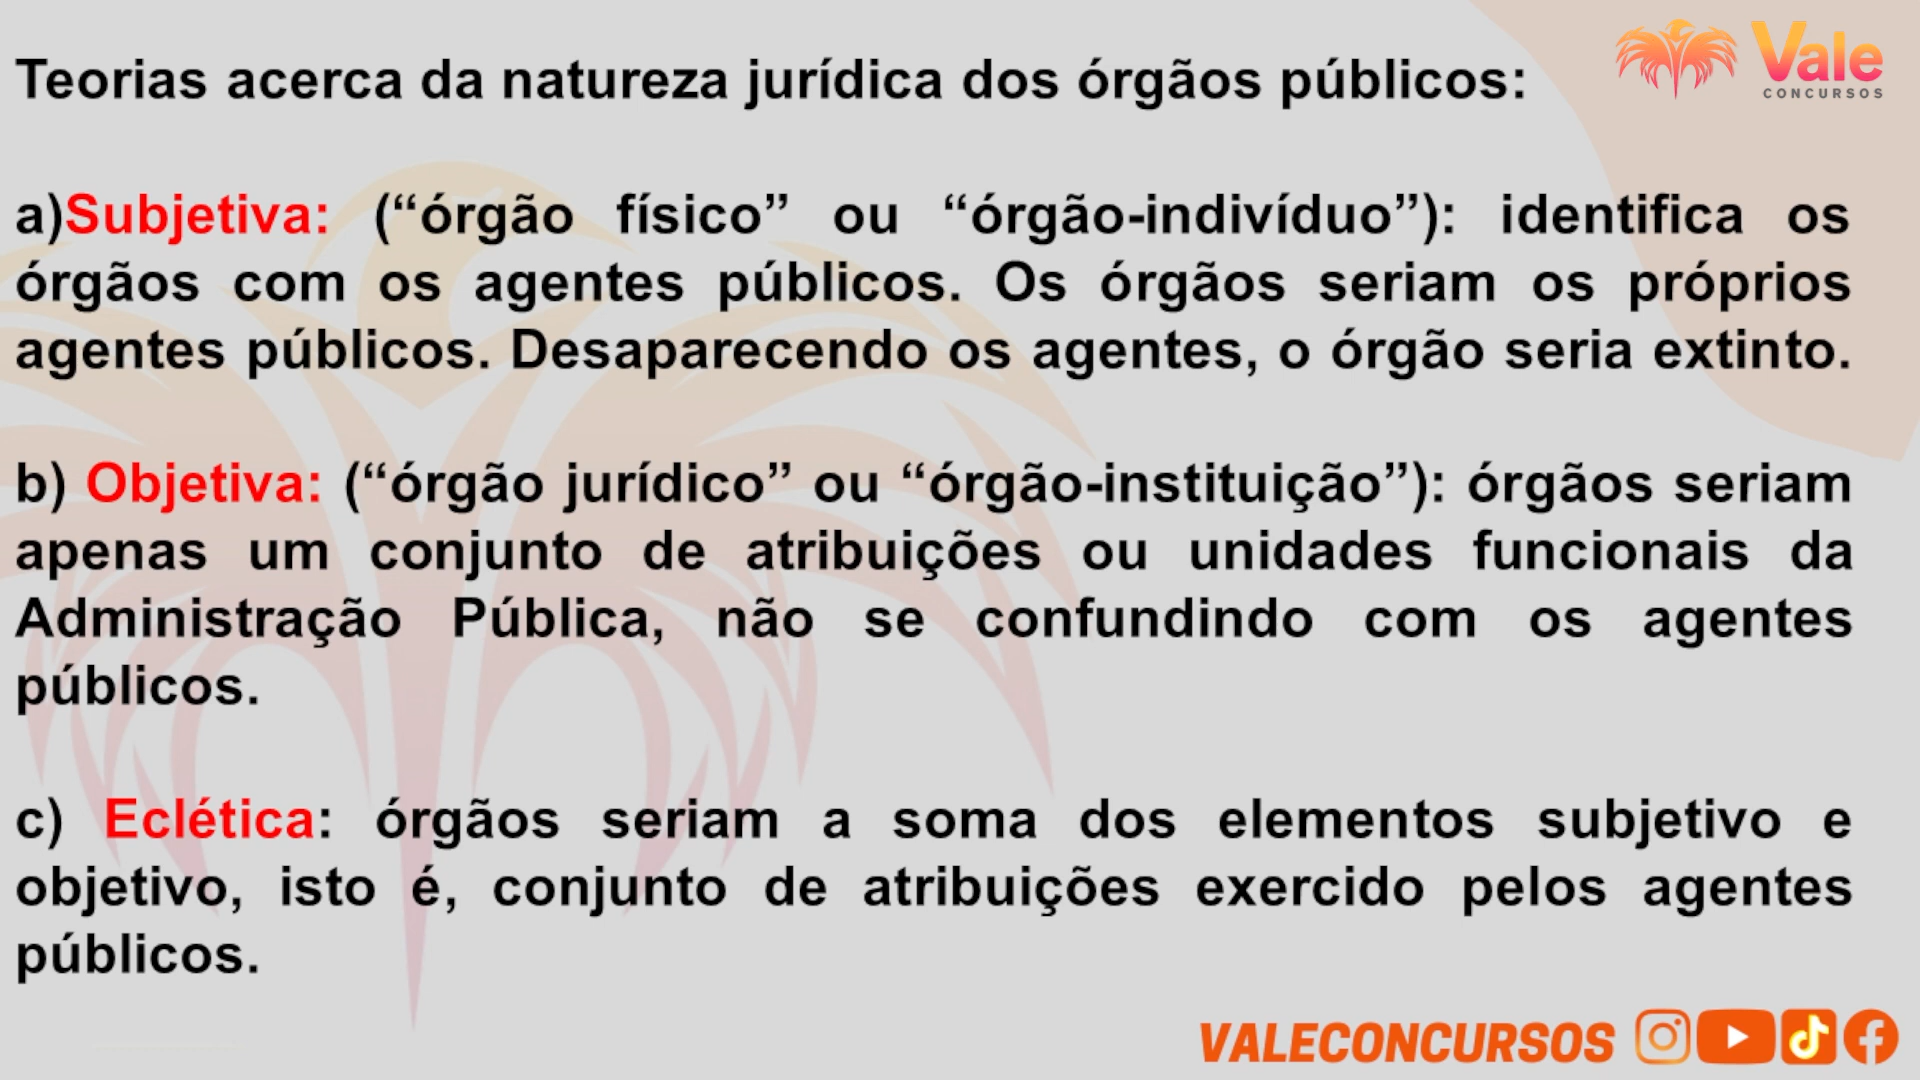 Vale
CONCURSOS
Teorias acerca da natureza jurídica dos órgãos públicos:
a)Subjetiva: (“órgão físico” ou “órgão-indivíduo”): identifica os
órgãos com os agentes públicos. Os órgãos seriam os próprios
agentes públicos. Desaparecendo os agentes, o órgão seria extinto.
b) Objetiva: (“órgão jurídico” ou “órgão-instituição”): órgãos seriam
apenas um conjunto de atribuições ou unidades funcionais da
Administração Pública, não se confundindo com os agentes
públicos.
c) Eclética: órgãos seriam a soma dos elementos subjetivo e
objetivo, isto é, conjunto de atribuições exercido pelos agentes
públicos.
VALECONCURSOS